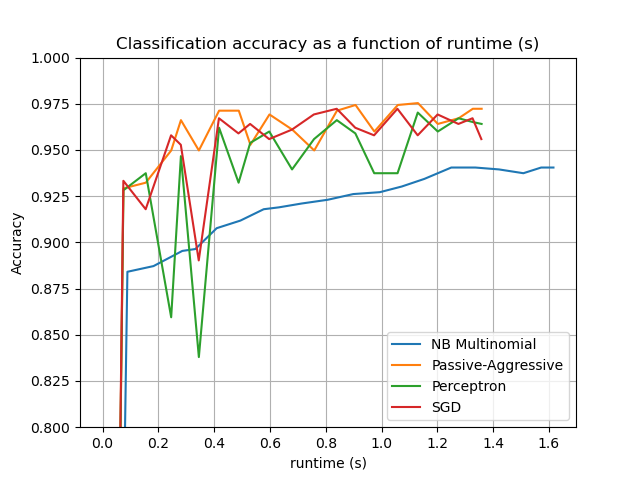 Classification accuracy as a function of runtime (s)
1.000
0.975
0.950
0.925
0.900
0.875
0.850
0.825
0.800
Accuracy
NB Multinomial
Passive-Aggressive
Perceptron
SGD
0.0 0.2 0.4 0.6 0.8 1.0 1.2 1.4 1.6
runtime (s)